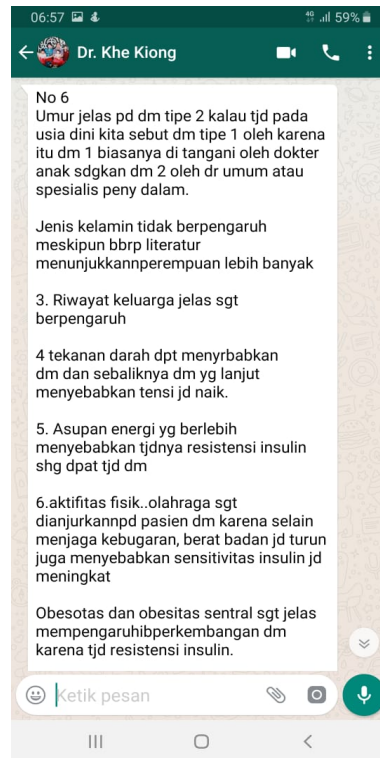 06:57 4G 59%
Dr. Khe Kiong
No 6
Umur jelas pd dm tipe 2 kalau tjd pada
usia dini kita sebut dm tipe 1 oleh karena
itu dm 1 biasanya di tangani oleh dokter
anak sdgkan dm 2 oleh dr umum atau
spesialis peny dalam.
Jenis kelamin tidak berpengaruh
meskipun bbrp literatur
menunjukkannperempuan lebih banyak
3. Riwayat keluarga jelas sgt
berpengaruh
4 tekanan darah dpt menyrbabkan
dm dan sebaliknya dm yg lanjut
menyebabkan tensi jd naik.
5. Asupan energi yg berlebih
menyebabkan tjdnya resistensi insulin
shg dpat tjd dm
6.aktifitas fisik..olahraga sgt
dianjurkannpd pasien dm karena selain
menjaga kebugaran, berat badan jd turun
juga menyebabkan sensitivitas insulin jd
meningkat
Obesotas dan obesitas sentral sgt jelas
mempengaruhibperkembangan dm
karena tjd resistensi insulin.
Ketik pesan